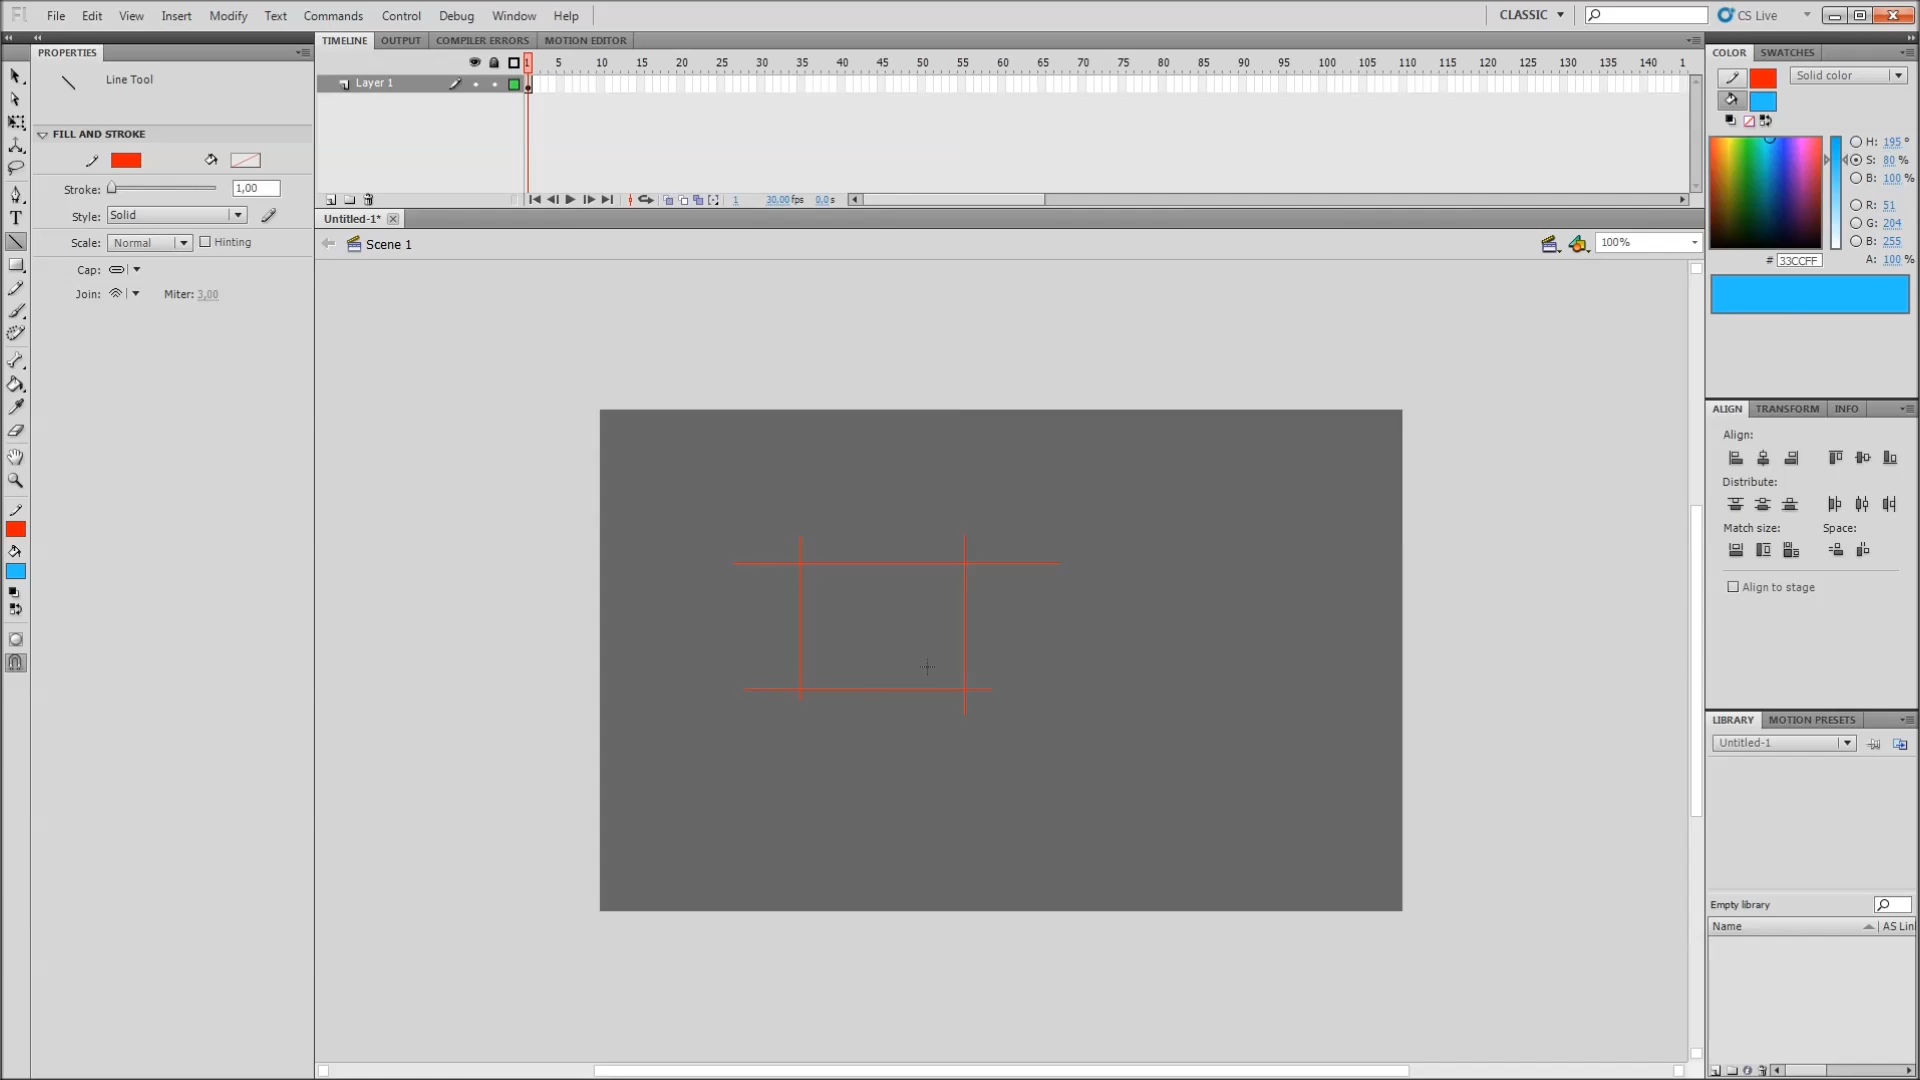 Fl File Edit View Insert Modify Text Commands Control Debug Window Help CLASSIC CS Live
PROPERTIES
Line Tool
FILL AND STROKE
Stroke: 1,00
Style: Solid
Scale: Normal Hinting
Cap:
Join: Miter: 3,00
TIMELINE OUTPUT COMPILER ERRORS MOTION EDITOR
1 5 10 15 20 25 30 35 40 45 50 55 60 65 70 75 80 85 90 95 100 105 110 115 120 125 130 135 140 1
Layer 1
1 30.00fps 0.0s
Untitled-1*
Scene 1 100%
COLOR SWATCHES
Solid color
H: 195 °
S: 80 %
B: 100 %
R: 51
G: 204
B: 255
# 33CCFF A: 100 %
ALIGN TRANSFORM INFO
Align:
Distribute:
Match size: Space:
Align to stage
LIBRARY MOTION PRESETS
Untitled-1
Empty library
Name AS Lin